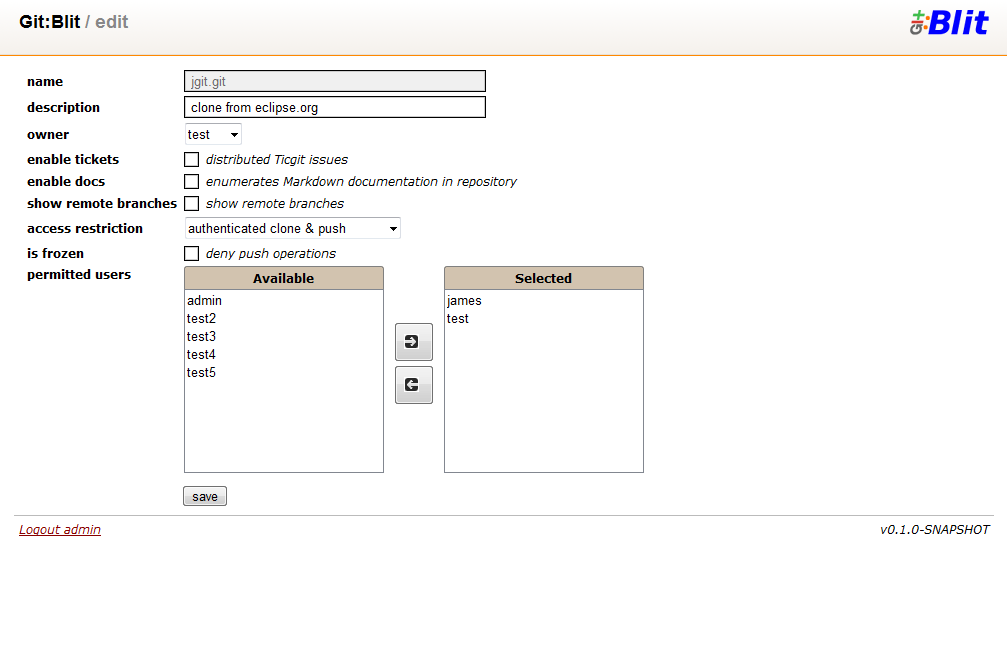 Git:Blit / edit
Git:Blit
name jgit.git
description clone from eclipse.org
owner test
enable tickets distributed Ticgit issues
enable docs enumerates Markdown documentation in repository
show remote branches show remote branches
access restriction authenticated clone & push
is frozen deny push operations
permitted users Available Selected
admin james
test2 test
test3
test4
test5
save
Logout admin v0.1.0-SNAPSHOT